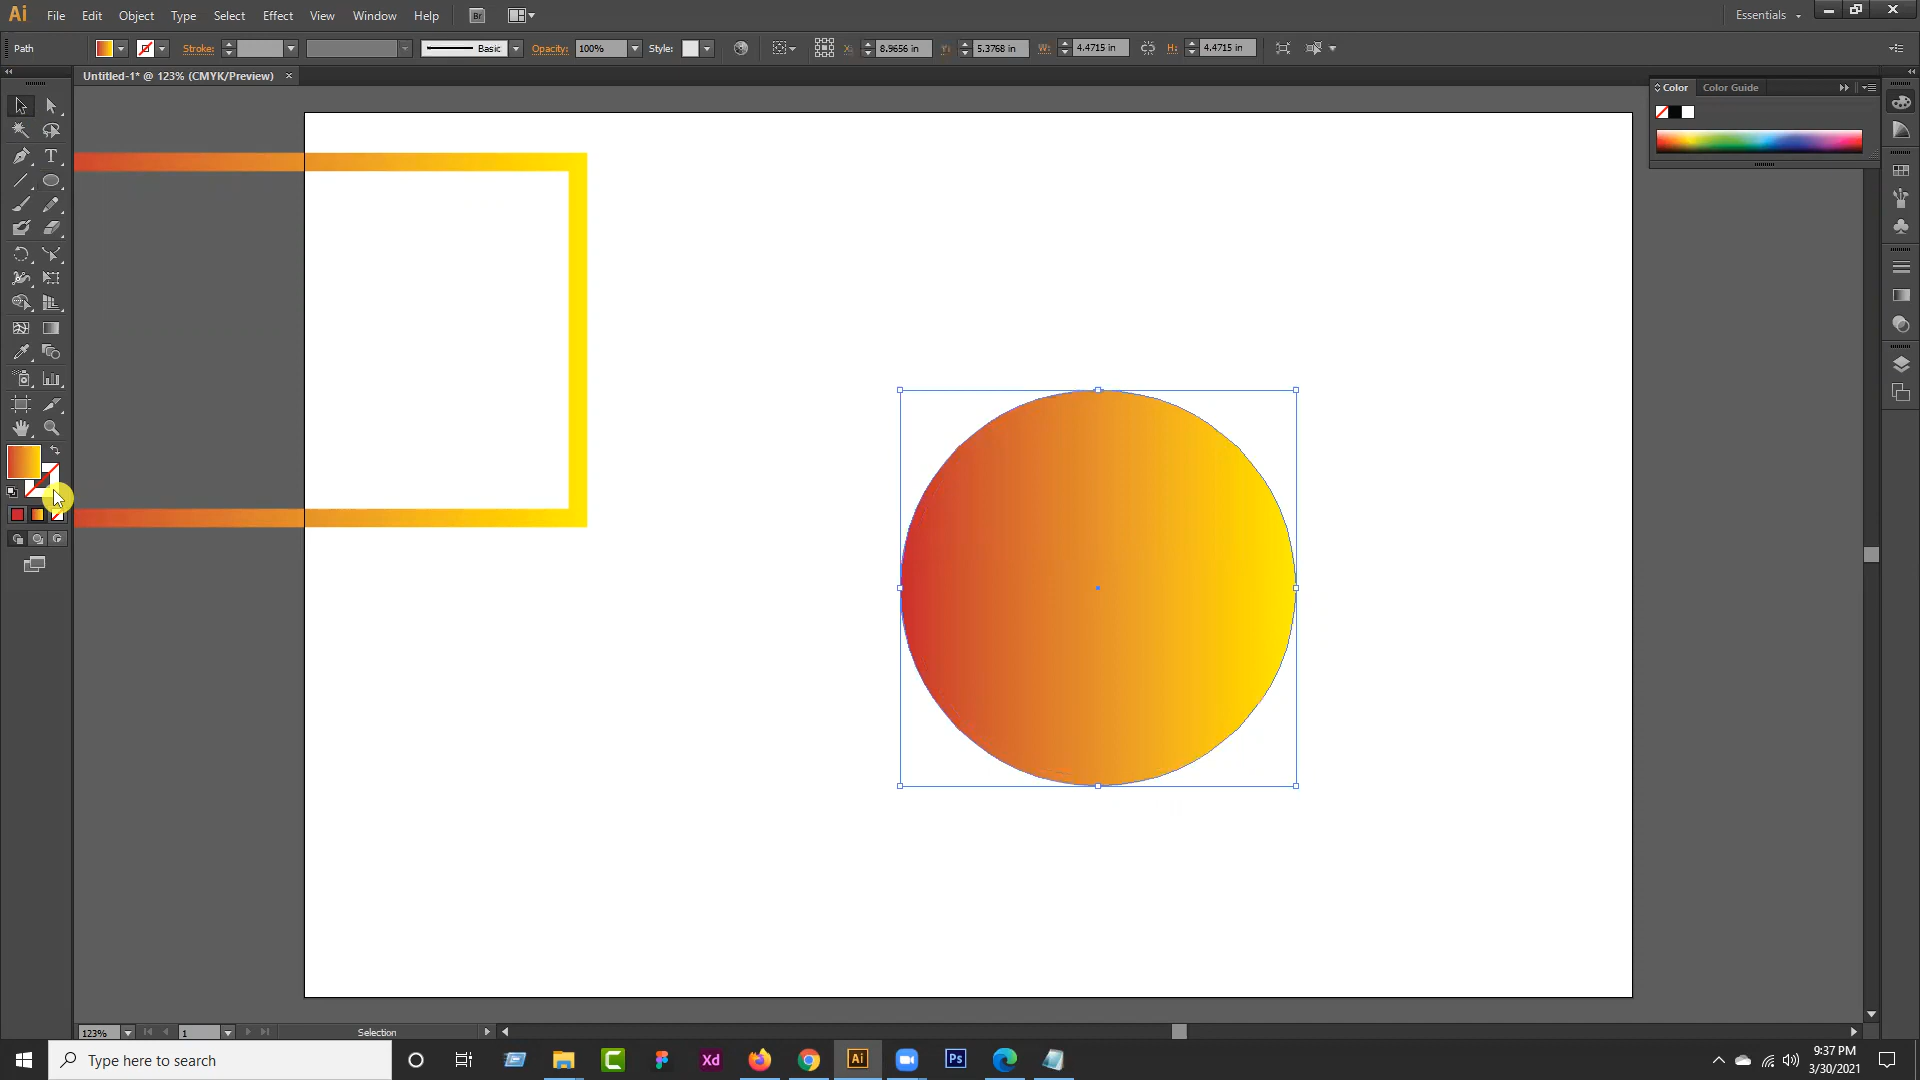 Ai File Edit Object Type Select Effect View Window Help Br Essentials
Path Stroke: Basic Opacity: 100% Style: X: 8.9656 in Y: 5.3768 in W: 4.4715 in H: 4.4715 in
Untitled-1* @ 123% (CMYK/Preview)
Color Color Guide
T
123% 1 Selection
Type here to search Xd Ai Ps 9:37 PM
3/30/2021